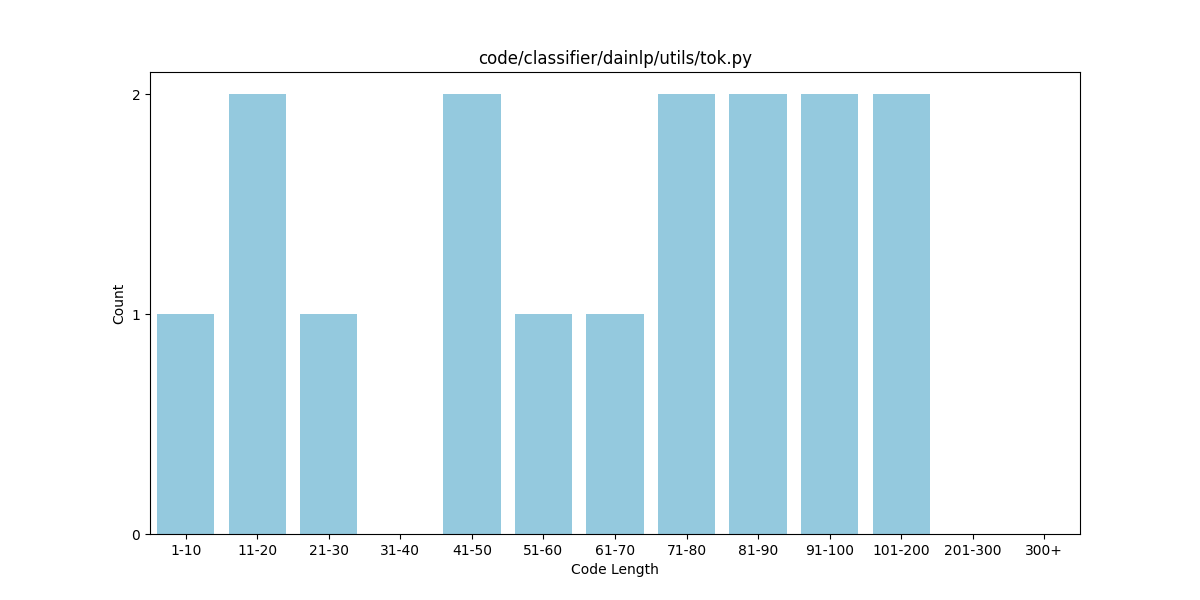 code/classifier/dainlp/utils/tok.py
2
1
0
Count
1-10 11-20 21-30 31-40 41-50 51-60 61-70 71-80 81-90 91-100 101-200 201-300 300+
Code Length